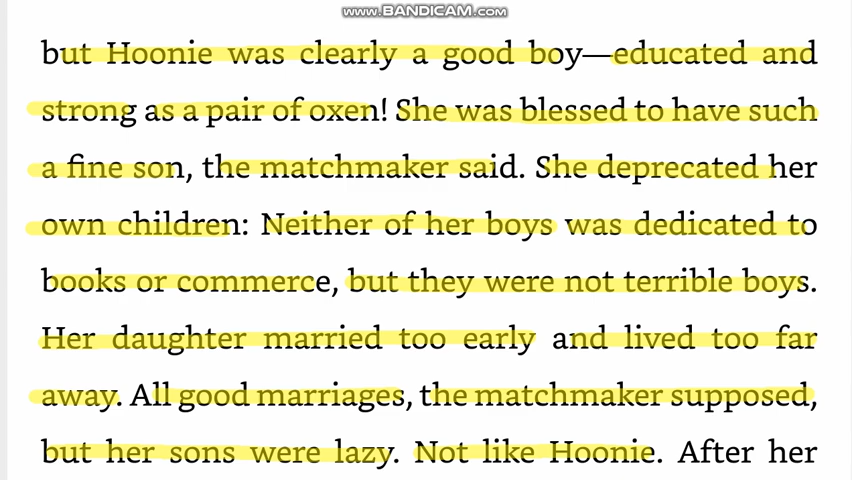 www.BANDICAM.com
but Hoonie was clearly a good boy—educated and
strong as a pair of oxen! She was blessed to have such
a fine son, the matchmaker said. She deprecated her
own children: Neither of her boys was dedicated to
books or commerce, but they were not terrible boys.
Her daughter married too early and lived too far
away. All good marriages, the matchmaker supposed,
but her sons were lazy. Not like Hoonie. After her